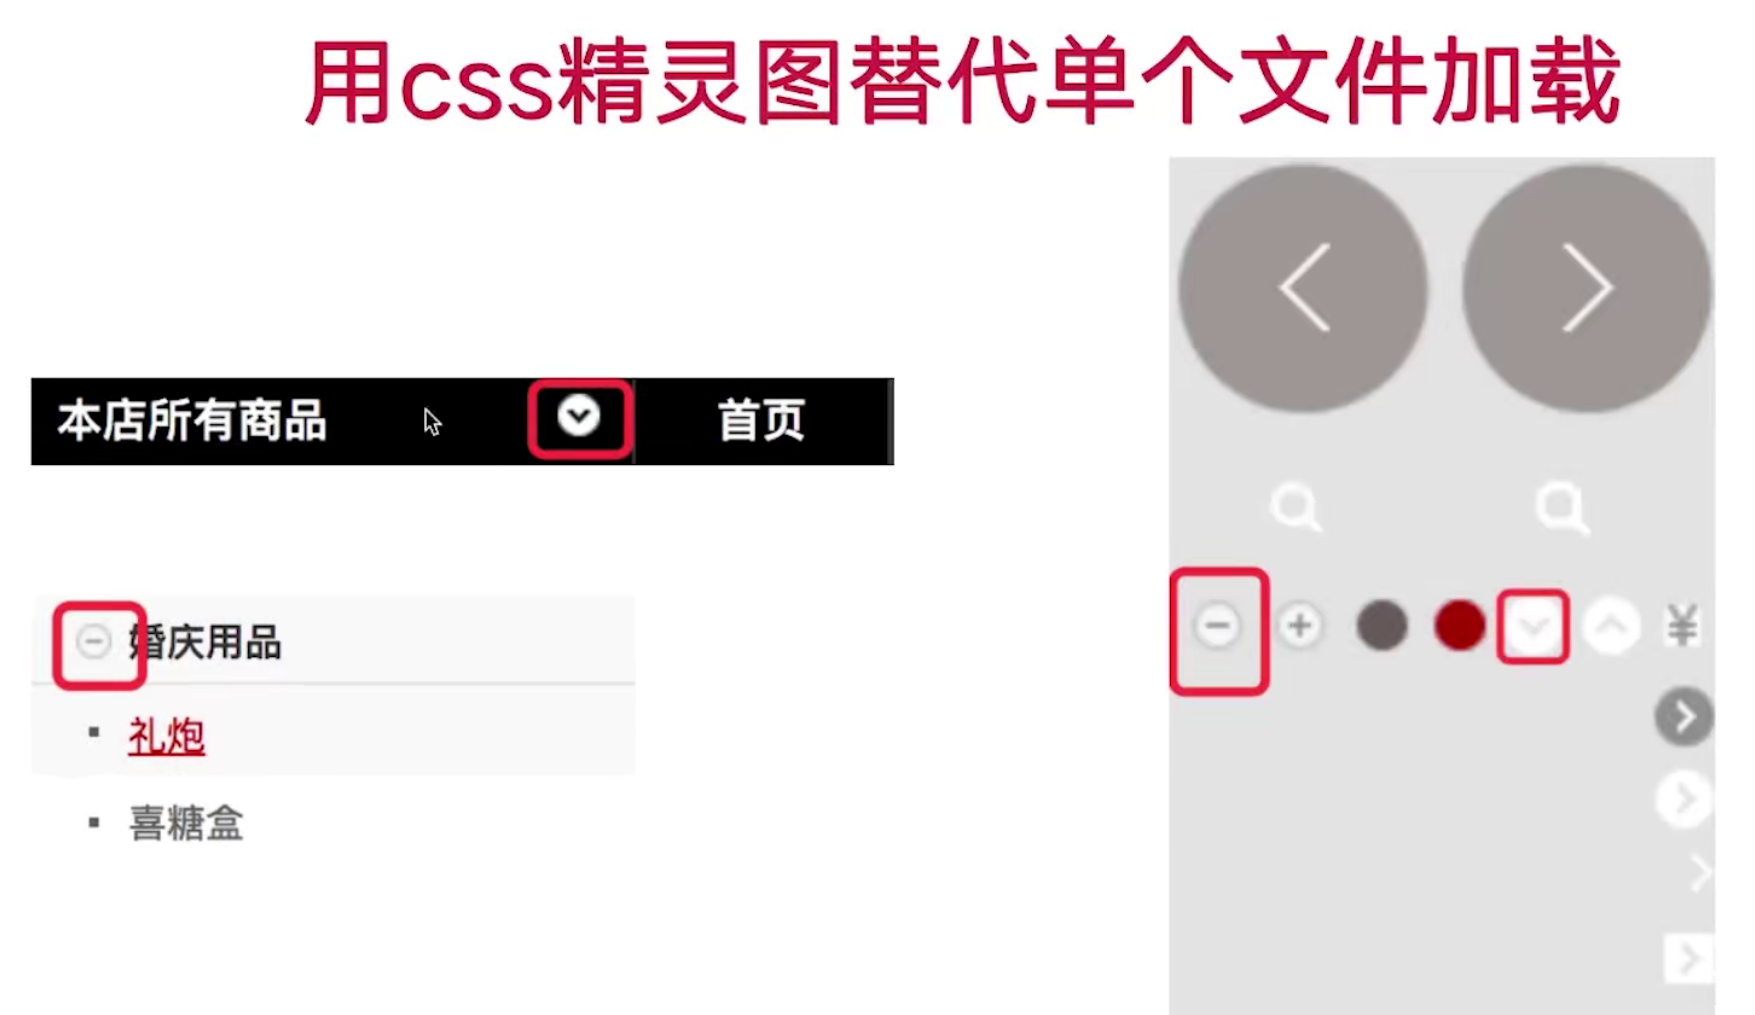 用css精灵图替代单个文件加载
本店所有商品 首页
婚庆用品
礼炮
喜糖盒
¥